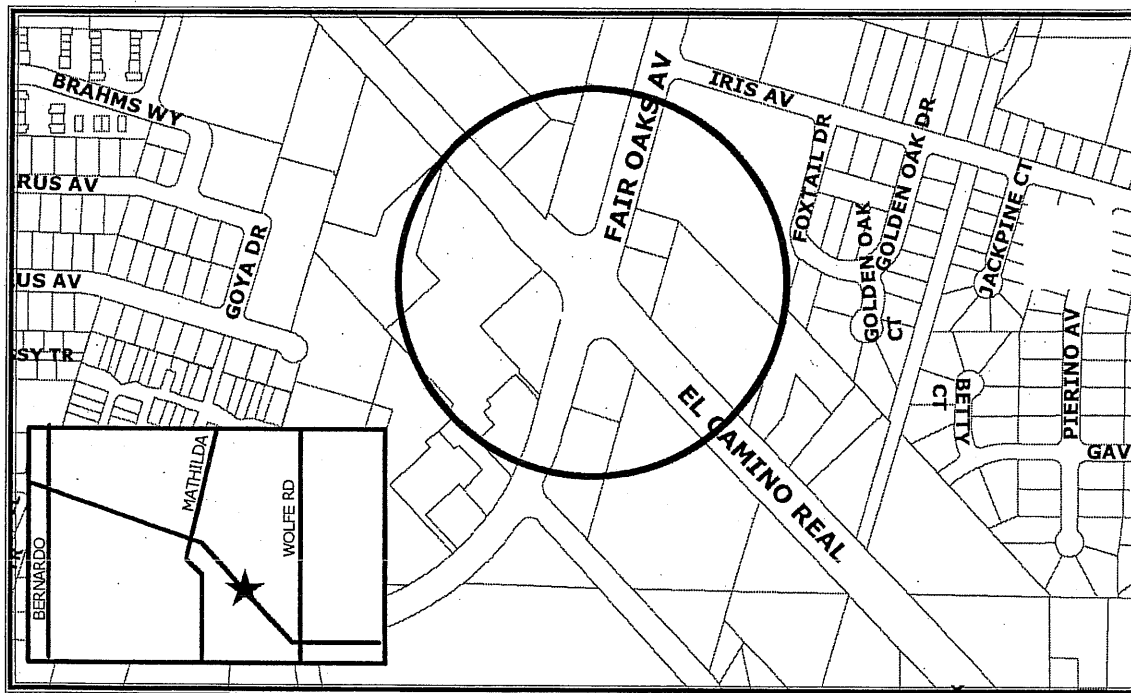 BRAHMS WY
RUS AV
US AV
SSY TR
GOYA DR
FAIR OAKS AV
IRIS AV
FOXTAIL DR
GOLDEN OAK DR
GOLDEN OAK
CT
JACKPINE CT
BETTY
CT
PIERINO AV
GAV
EL CAMINO REAL
MATHILDA
WOLFE RD
BERNARDO